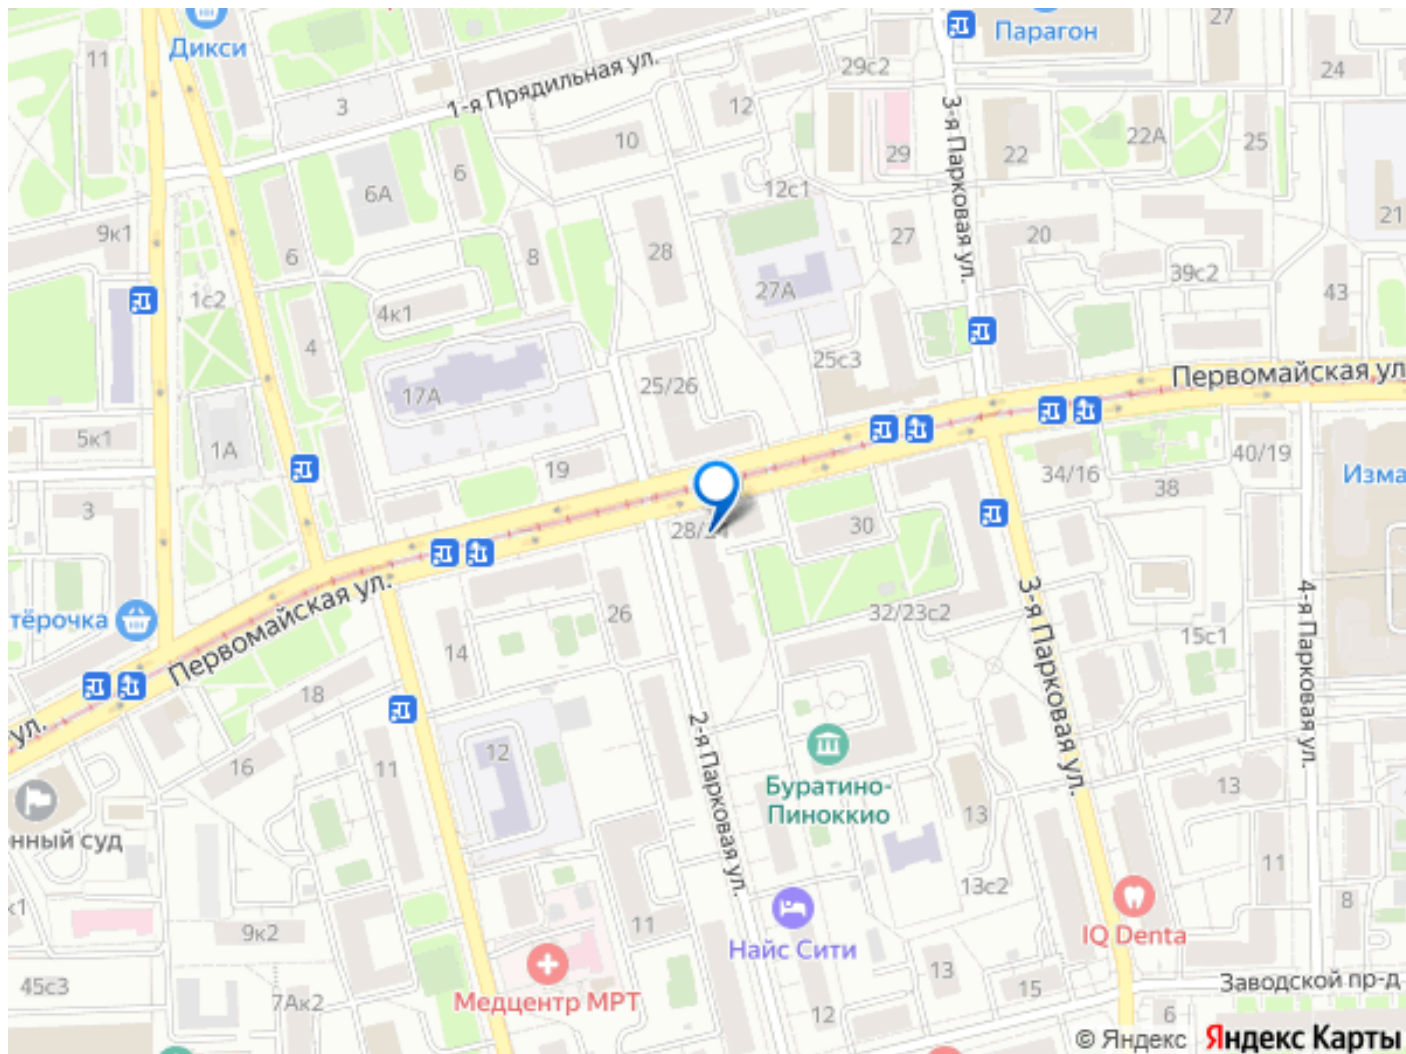 Дикси
11
3
1-я Прядильная ул.
12
29с2
Парагон
27
24
10
6А
6
29
3-я Парковая ул.
22
22А
25
12с1
21
9к1
6
8
28
27
20
1с2
4к1
27А
39с2
43
4
25с3
17А
25/26
Первомайская ул
5к1
1А
19
34/16
40/19
38
Изма
3
30
тёрочка
Первомайская ул.
26
32/23с2
3-я Парковая ул.
4-я Парковая ул.
14
15с1
18
ул.
16
11
12
2-я Парковая ул.
Буратино-
Пиноккио
13
13
нный суд
11
13с2
8
к1
9к2
11
Найс Сити
IQ Denta
45с3
7Ак2
Медцентр МРТ
13
15
Заводской пр-д
12
6
© Яндекс
Яндекс Карты